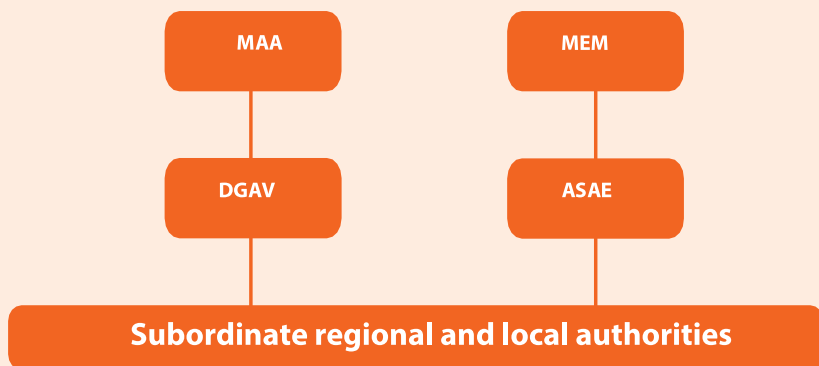 MAA
MEM
DGAV
ASAE
Subordinate regional and local authorities